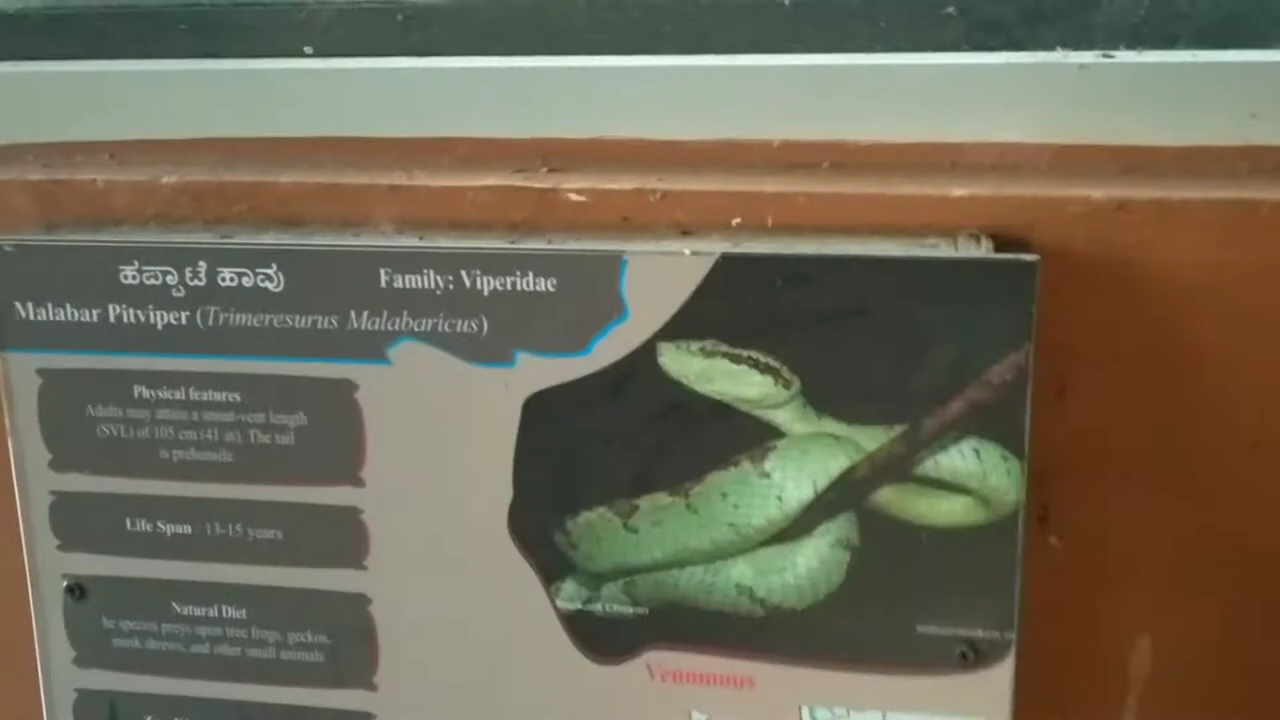 ಹಪ್ಪಾಟೆ ಹಾವು
Family: Viperidae
Malabar Pitviper (Trimeresurus Malabaricus)
Physical features
Adults may attain a snout-vent length
(SVL) of 105 cm (41 in). The tail
is prehensile
Life Span : 13-15 years
Natural Diet
he species preys upon tree frogs, geckos,
musk shrews, and other small animals
Venomous